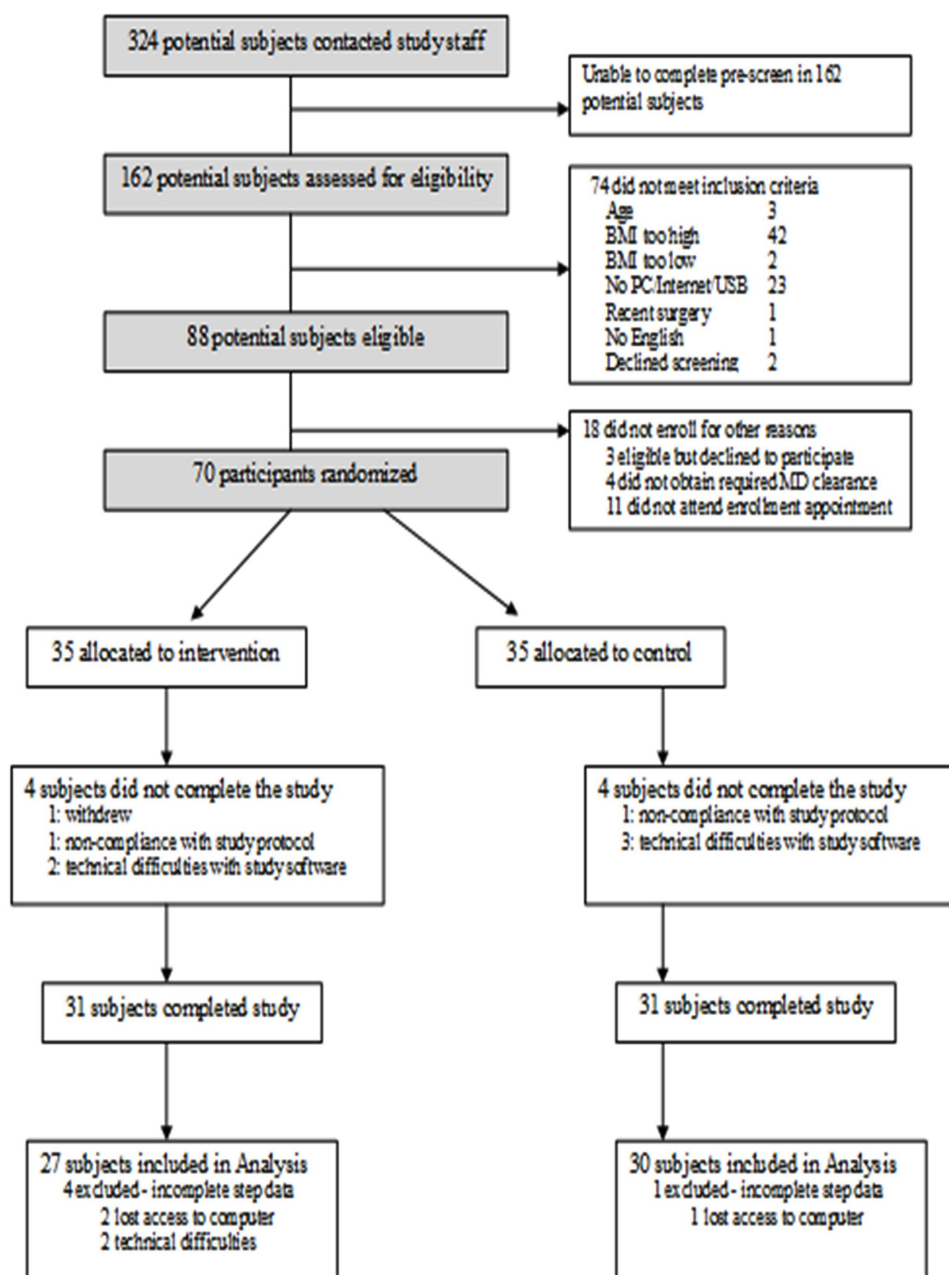 324 potential subjects contacted study staff
Unable to complete pre-screen in 162
potential subjects
162 potential subjects assessed for eligibility
74 did not meet inclusion criteria
Age 3
BMI too high 42
BMI too low 2
No PC/Internet/USB 23
Recent surgery 1
No English 1
Declined screening 2
88 potential subjects eligible
18 did not enroll for other reasons
3 eligible but declined to participate
4 did not obtain required MD clearance
11 did not attend enrollment appointment
70 participants randomized
35 allocated to intervention
35 allocated to control
4 subjects did not complete the study
1: withdrew
1: non-compliance with study protocol
2: technical difficulties with study software
4 subjects did not complete the study
1: non-compliance with study protocol
3: technical difficulties with study software
31 subjects completed study
31 subjects completed study
27 subjects included in Analysis
4 excluded - incomplete step data
2 lost access to computer
2 technical difficulties
30 subjects included in Analysis
1 excluded - incomplete step data
1 lost access to computer